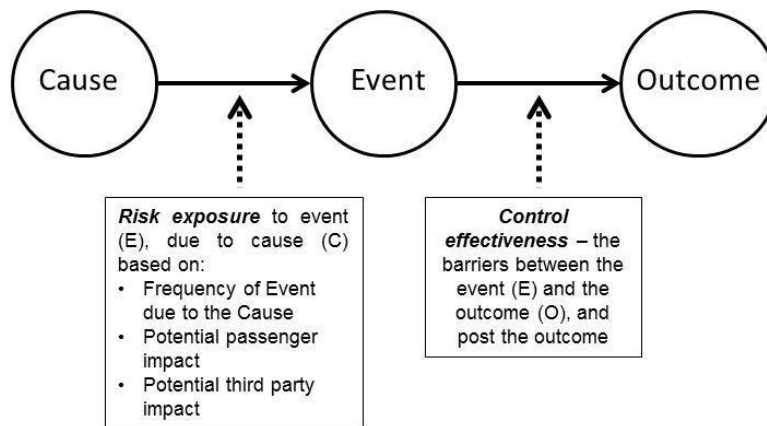 Cause
Event
Outcome
Risk exposure to event
(E), due to cause (C)
based on:
• Frequency of Event
due to the Cause
• Potential passenger
impact
• Potential third party
impact
Control
effectiveness – the
barriers between the
event (E) and the
outcome (O), and
post the outcome